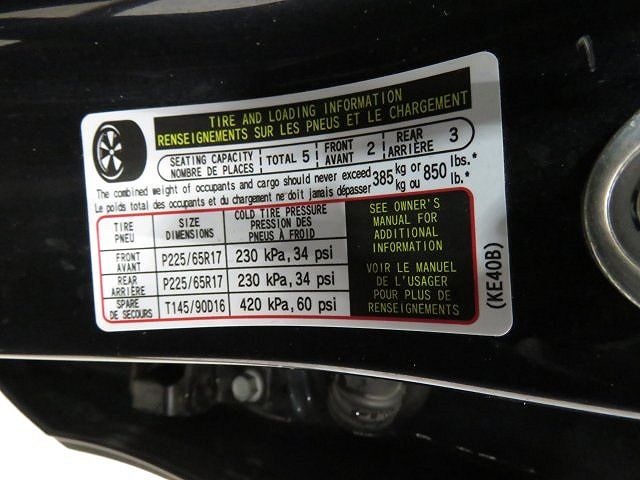 TIRE AND LOADING INFORMATION
RENSEIGNEMENTS SUR LES PNEUS ET LE CHARGEMENT
SEATING CAPACITY
NOMBRE DE PLACES
TOTAL 5
FRONT
AVANT 2
REAR
ARRIÈRE 3
The combined weight of occupants and cargo should never exceed 385 kg or 850 lbs.*
Le poids total des occupants et du chargement ne doit jamais dépasser 385 kg ou 850 lb.*
TIRE
PNEU
SIZE
DIMENSIONS
COLD TIRE PRESSURE
PRESSION DES
PNEUS À FROID
FRONT
AVANT
P225/65R17
230 kPa, 34 psi
REAR
ARRIÈRE
P225/65R17
230 kPa, 34 psi
SPARE
DE SECOURS
T145/90D16
420 kPa, 60 psi
SEE OWNER'S
MANUAL FOR
ADDITIONAL
INFORMATION
VOIR LE MANUEL
DE L'USAGER
POUR PLUS DE
RENSEIGNEMENTS
(KE40B)